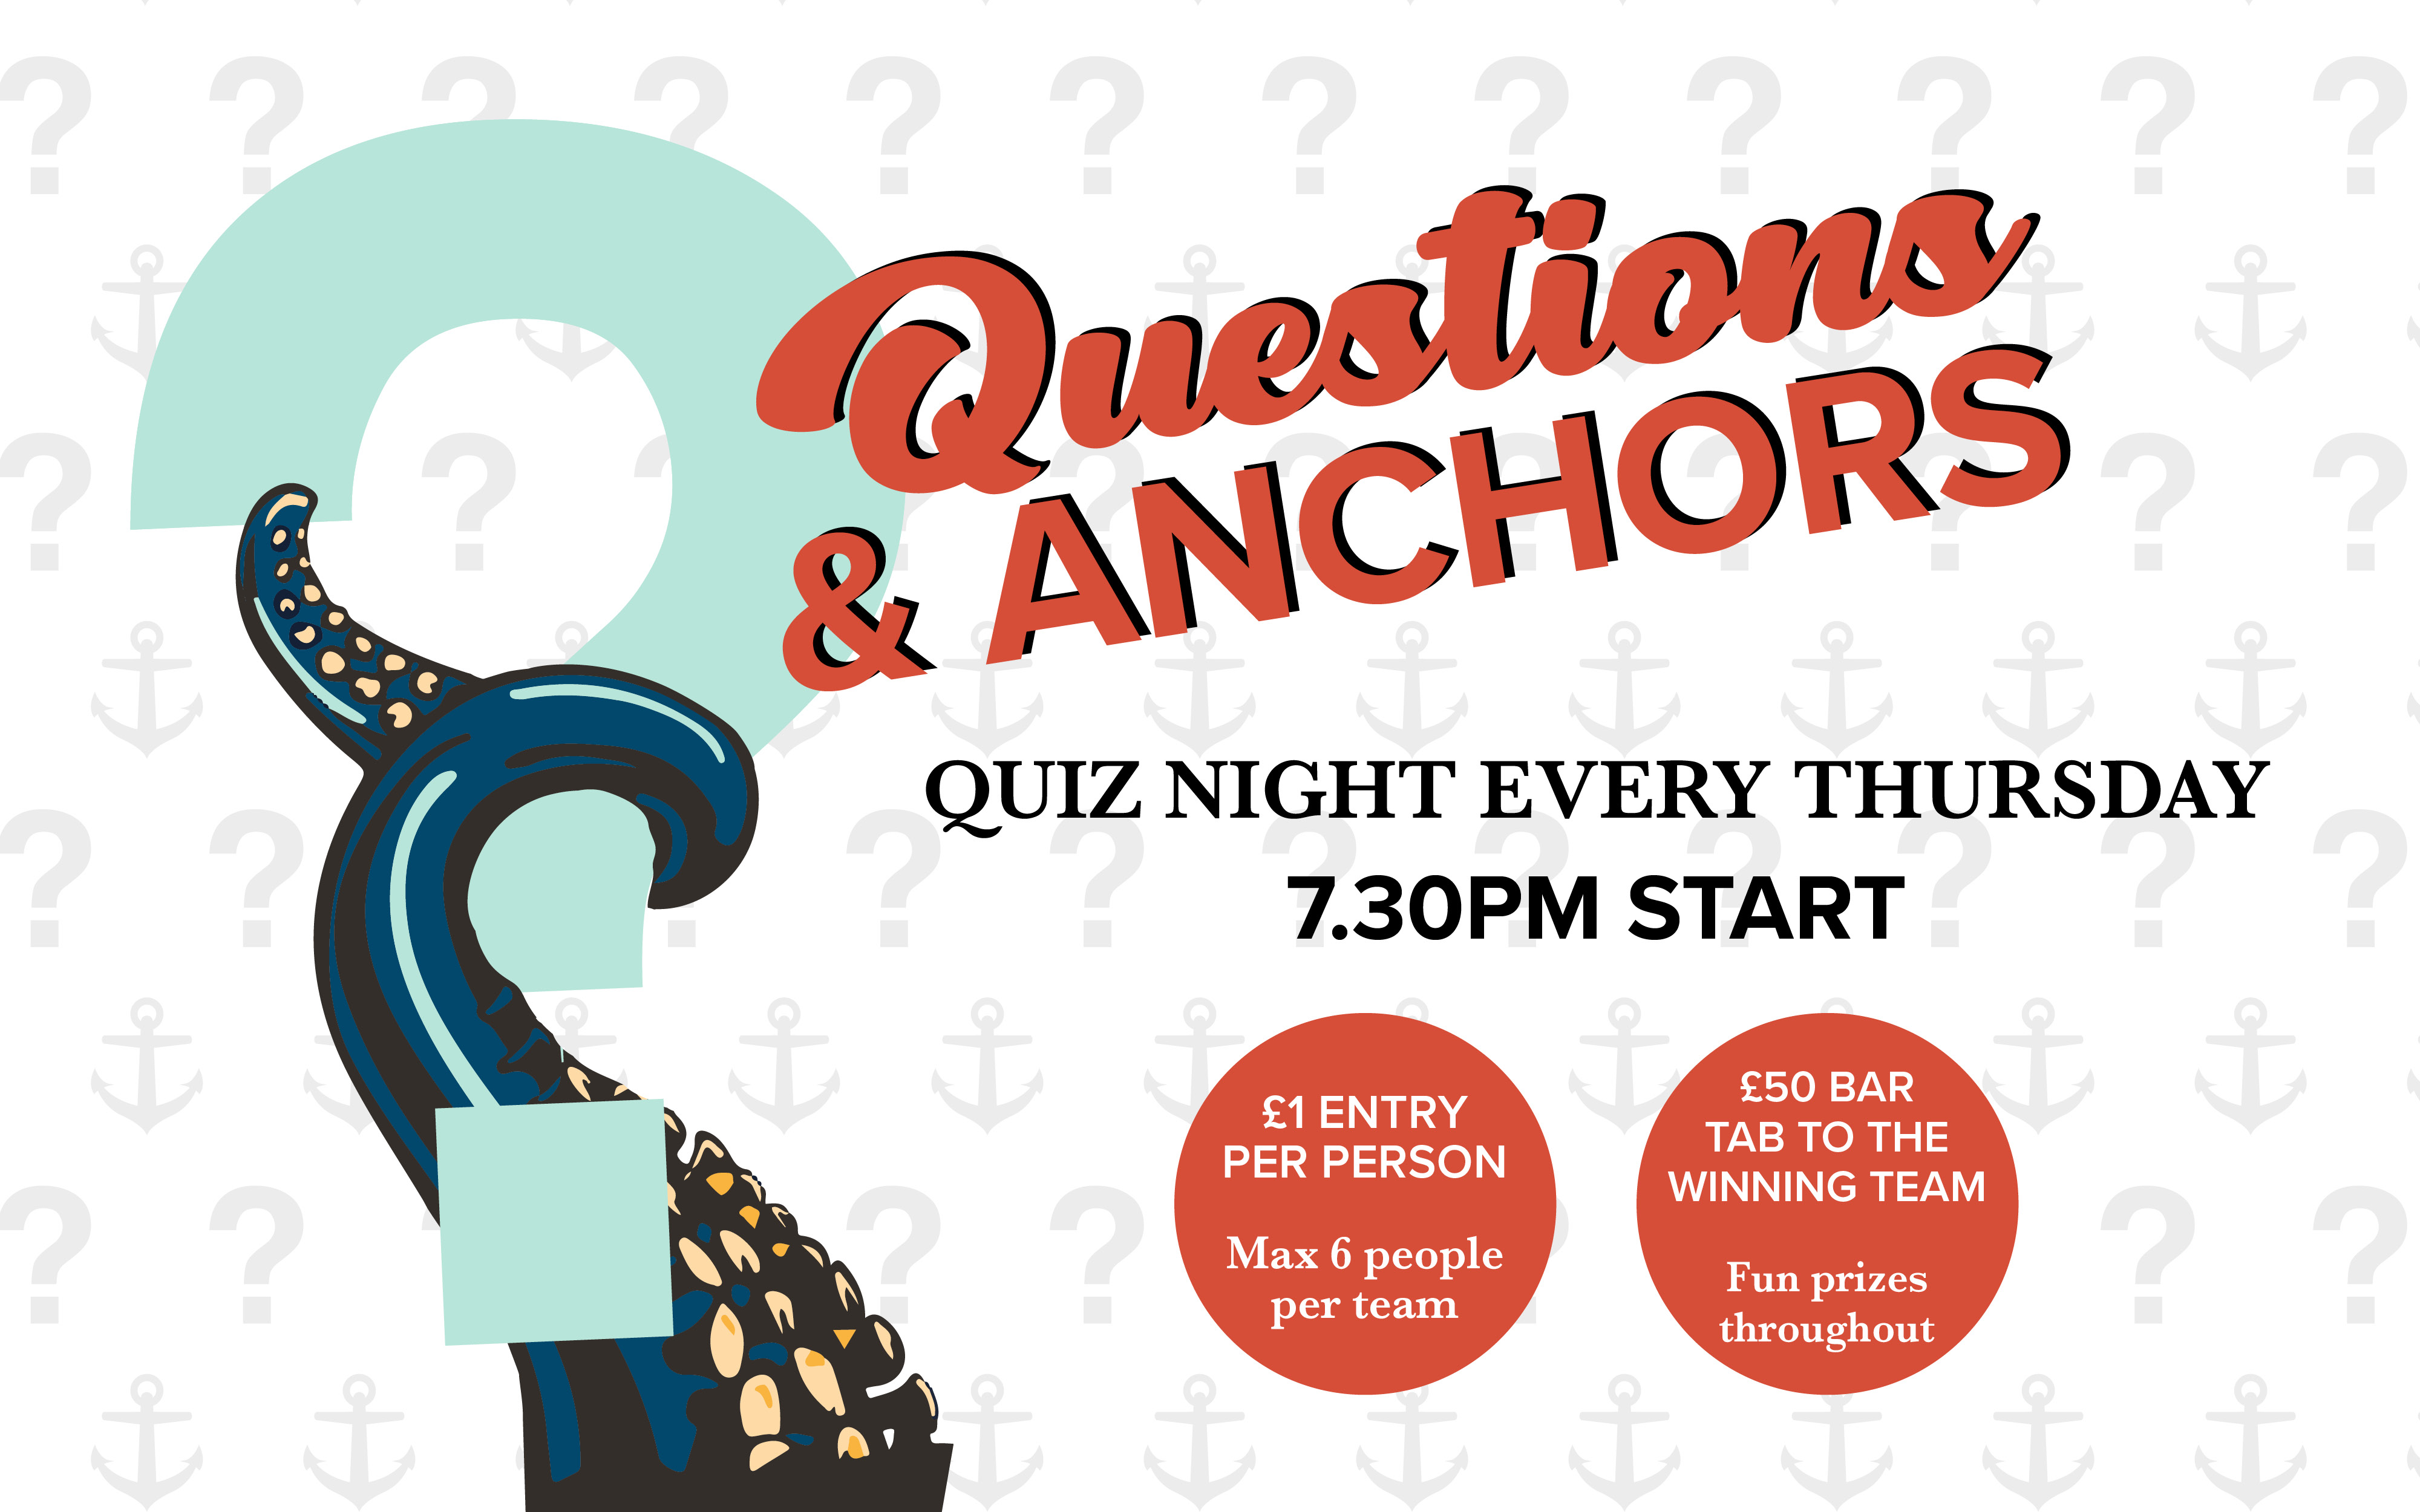 Questions
& ANCHORS
QUIZ NIGHT EVERY THURSDAY
7.30PM START
£1 ENTRY
PER PERSON
Max 6 people
per team
£50 BAR
TAB TO THE
WINNING TEAM
Fun prizes
throughout